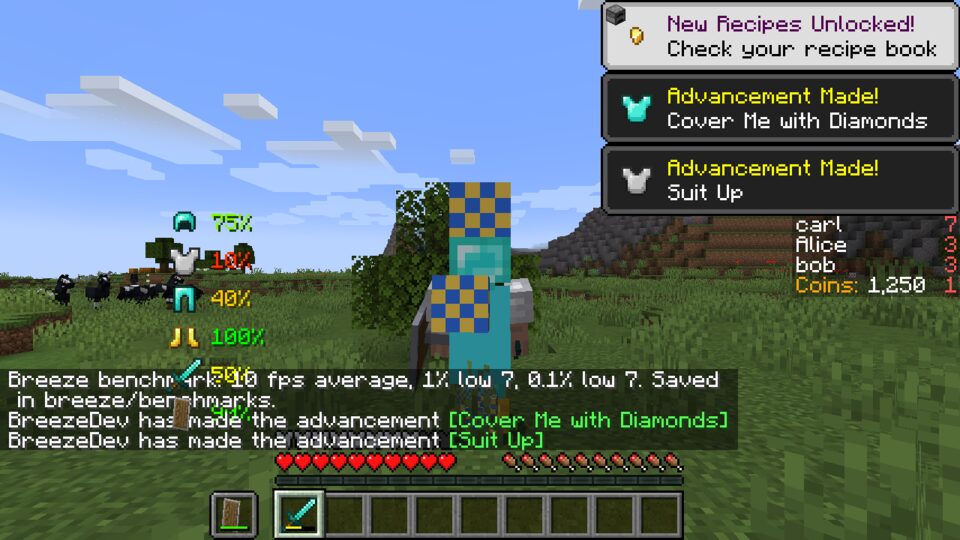 New Recipes Unlocked!
Check your recipe book
Advancement Made!
Cover Me with Diamonds
Advancement Made!
Suit Up
carl 7
Alice 3
bob 3
Coins: 1,250 1
75%
10%
40%
100%
50%
Breeze benchmark: 10 fps average, 1% low 7, 0.1% low 7. Saved
in breeze/benchmarks.
BreezeDev has made the advancement [Cover Me with Diamonds]
BreezeDev has made the advancement [Suit Up]